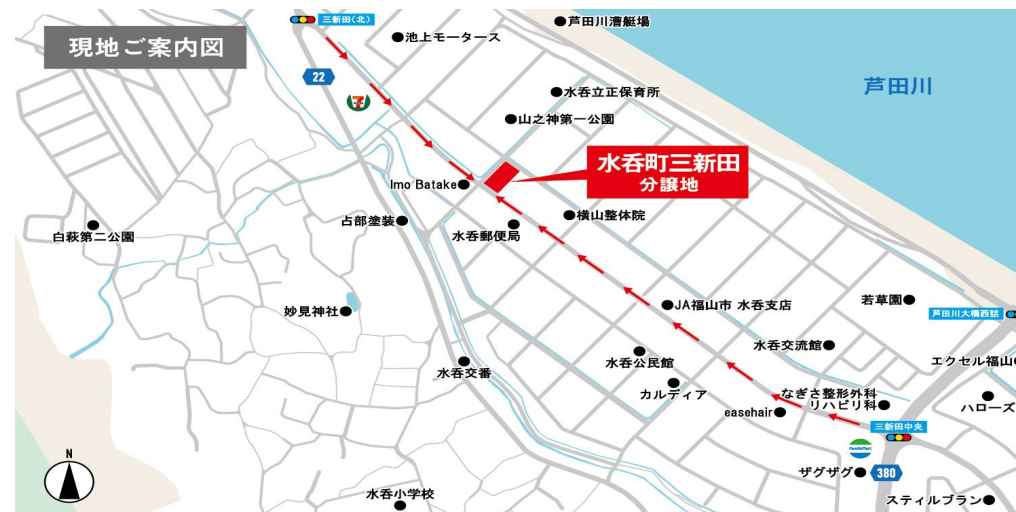 現地ご案内図
三新田(北)
池上モータース
芦田川漕艇場
芦田川
22
7
水呑立正保育所
山之神第一公園
水呑町三新田
分譲地
Imo Batake
占部塗装
水呑郵便局
横山整体院
白萩第二公園
妙見神社
JA福山市 水呑支店
若草園
芦田川大橋西詰
水呑公民館
水呑交流館
エクセル福山
水呑交番
カルディア
なぎさ整形外科
リハビリ科
easehair
ハローズ
三新田中央
FamilyMart
ザグザグ
380
スティルブラン
水呑小学校
N